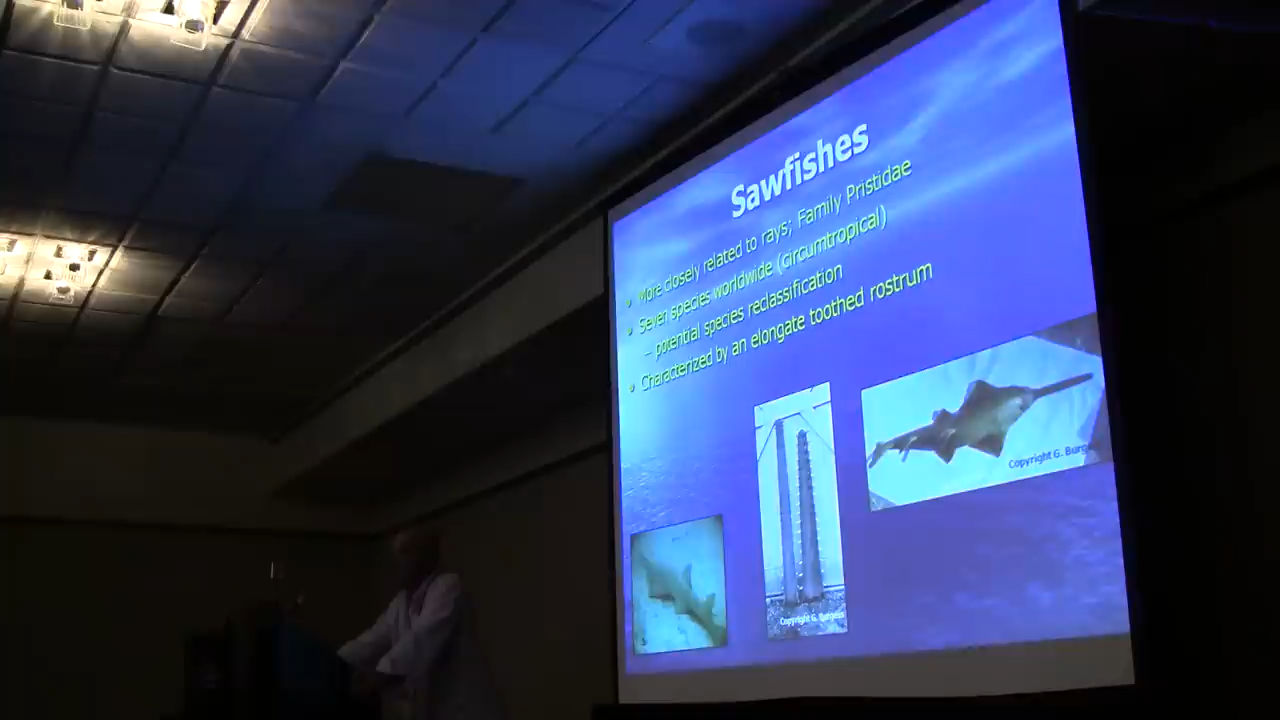 Sawfishes
• More closely related to rays; Family Pristidae
• Seven species worldwide (circumtropical)
– potential species reclassification
• Characterized by an elongate toothed rostrum
Copyright G. Burg
Copyright G. Burgess